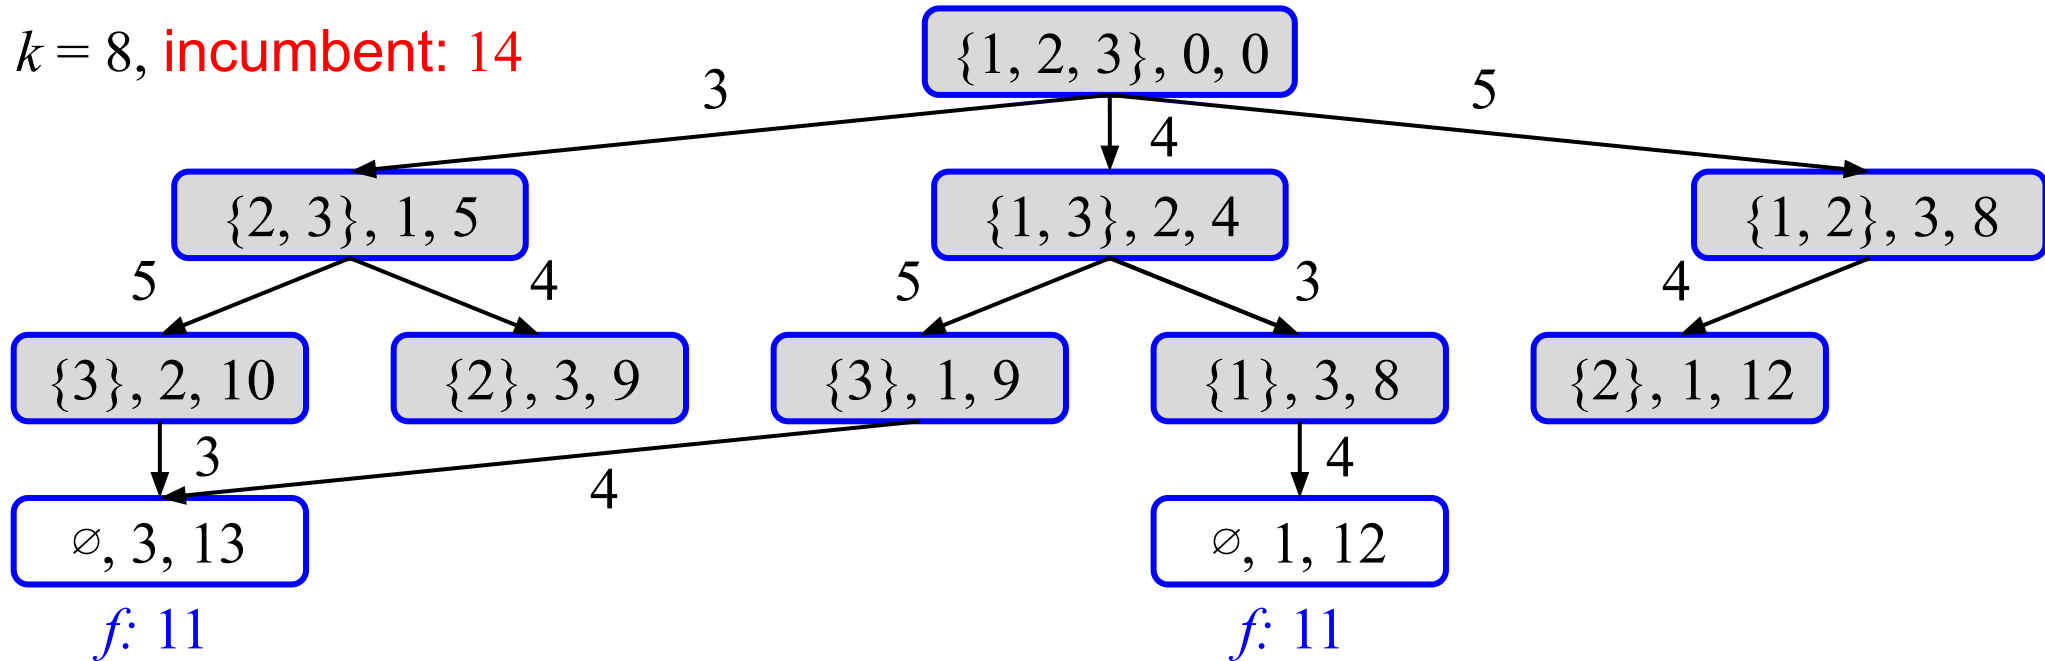 k = 8, incumbent: 14
{1, 2, 3}, 0, 0
3
4
5
{2, 3}, 1, 5
{1, 3}, 2, 4
{1, 2}, 3, 8
5
4
5
3
4
{3}, 2, 10
{2}, 3, 9
{3}, 1, 9
{1}, 3, 8
{2}, 1, 12
3
4
4
∅, 3, 13
∅, 1, 12
f: 11
f: 11